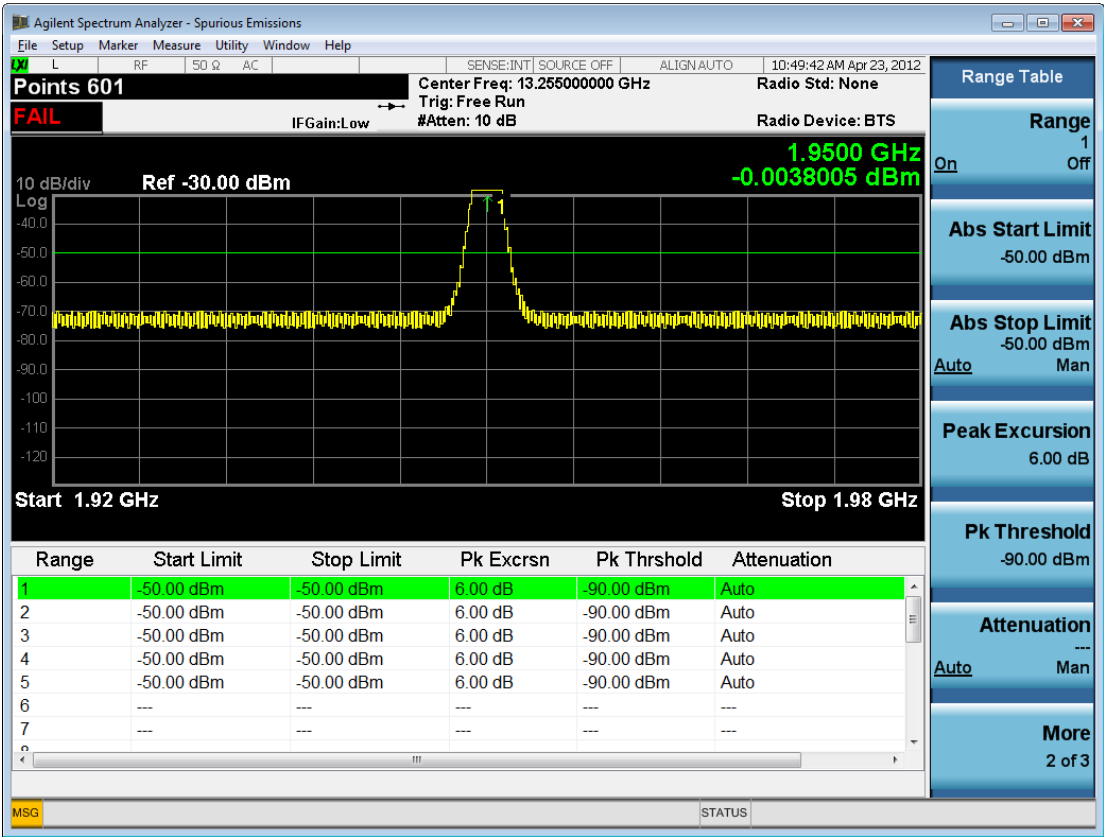 Agilent Spectrum Analyzer - Spurious Emissions
File Setup Marker Measure Utility Window Help
LXI L RF 50 Ω AC SENSE:INT SOURCE OFF ALIGN AUTO 10:49:42 AM Apr 23, 2012
Points 601 Center Freq: 13.255000000 GHz Radio Std: None
Trig: Free Run
FAIL IFGain:Low #Atten: 10 dB Radio Device: BTS
1.9500 GHz
10 dB/div Ref -30.00 dBm -0.0038005 dBm
Log
1
-40.0
-50.0
-60.0
-70.0
-80.0
-90.0
-100
-110
-120
Start 1.92 GHz Stop 1.98 GHz
Range Start Limit Stop Limit Pk Excrsn Pk Thrshold Attenuation
1 -50.00 dBm -50.00 dBm 6.00 dB -90.00 dBm Auto
2 -50.00 dBm -50.00 dBm 6.00 dB -90.00 dBm Auto
3 -50.00 dBm -50.00 dBm 6.00 dB -90.00 dBm Auto
4 -50.00 dBm -50.00 dBm 6.00 dB -90.00 dBm Auto
5 -50.00 dBm -50.00 dBm 6.00 dB -90.00 dBm Auto
6 --- --- --- --- ---
7 --- --- --- --- ---
MSG STATUS
Range Table
Range
1
On Off
Abs Start Limit
-50.00 dBm
Abs Stop Limit
-50.00 dBm
Auto Man
Peak Excursion
6.00 dB
Pk Threshold
-90.00 dBm
Attenuation
---
Auto Man
More
2 of 3